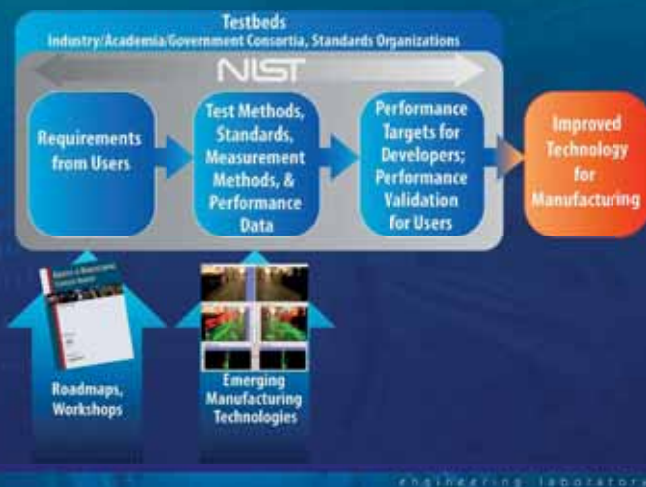 Testbeds
Industry/Academia/Government Consortia, Standards Organizations
NIST
Requirements
from Users
Test Methods,
Standards,
Measurement
Methods, &
Performance
Data
Performance
Targets for
Developers;
Performance
Validation
for Users
Improved
Technology
for
Manufacturing
Roadmaps,
Workshops
Emerging
Manufacturing
Technologies
engineering laboratory